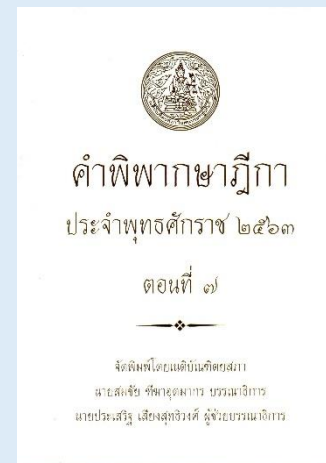 คำพิพากษาฎีกา
ประจำพุทธศักราช ๒๕๖๓
ตอนที่ ๗
จัดพิมพ์โดยเนติบัณฑิตยสภา
นายสมชัย ฑีฆาอุตมากร บรรณาธิการ
นายประเสริฐ เสียงสุทธิวงศ์ ผู้ช่วยบรรณาธิการ